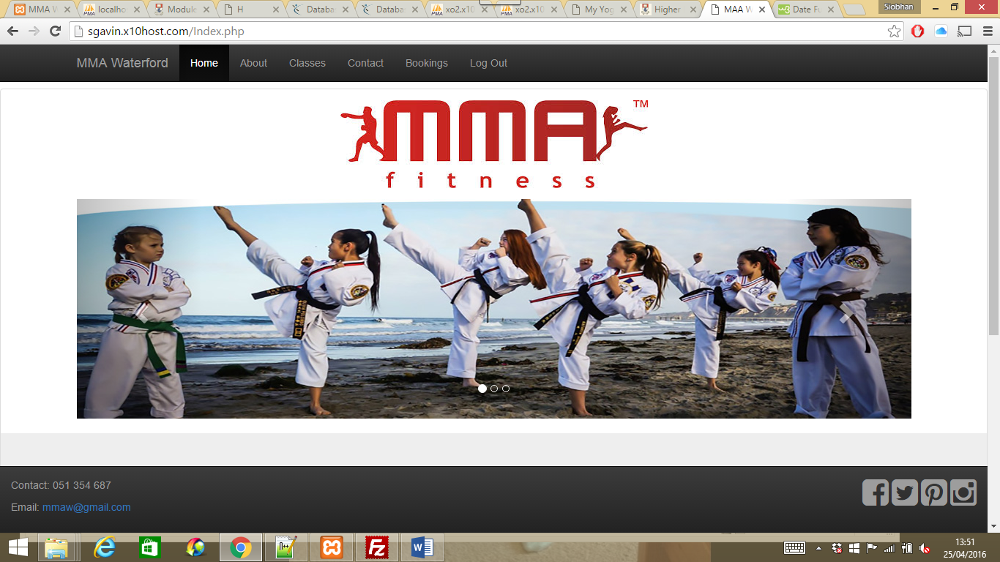 MMA W
localho
Module
H
Databas
Databas
xo2.x10
xo2.x10
My Yog
Higher
MAA W
Date Fu
Siobhan
sgavin.x10host.com/Index.php
MMA Waterford Home About Classes Contact Bookings Log Out
MMA TM
fitness
Contact: 051 354 687
Email: mmaw@gmail.com
13:51
25/04/2016